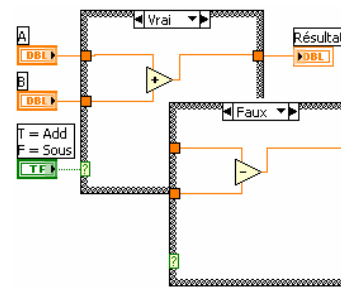 A
DBL
B
DBL
T = Add
F = Sous
TF
?
Vrai
+
Résultat
DBL
Faux
-
?